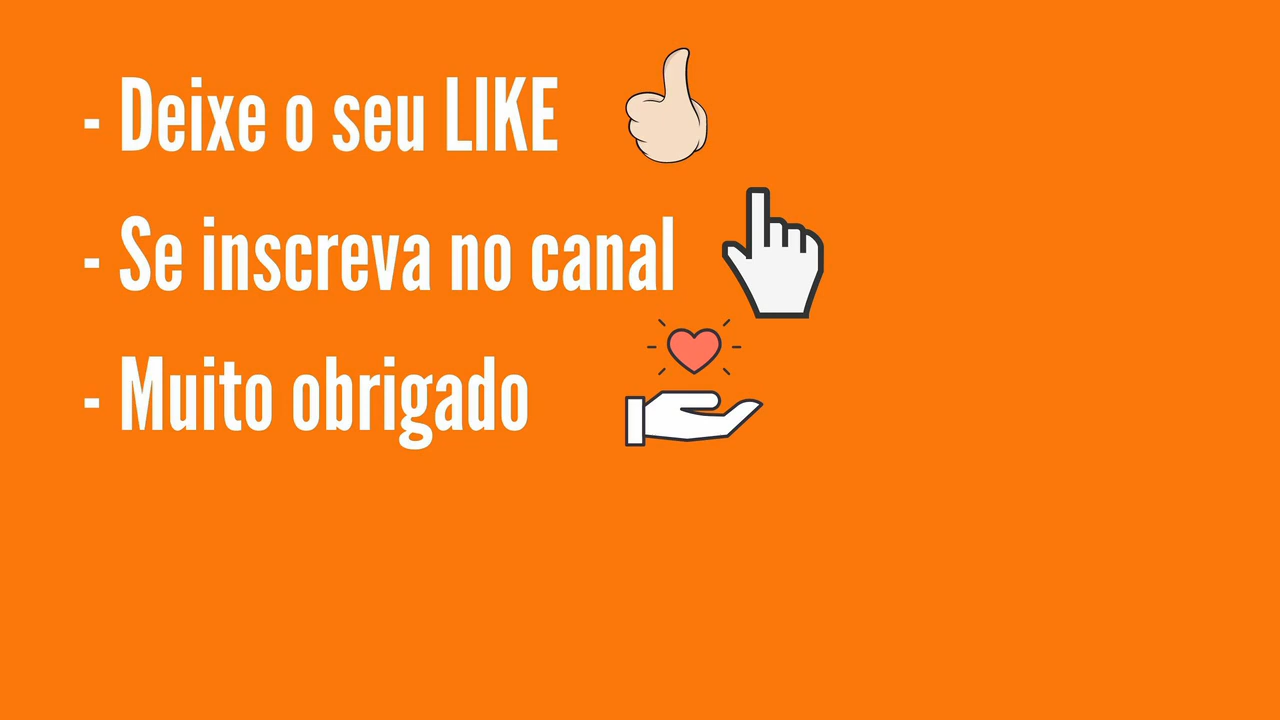 - Deixe o seu LIKE
- Se inscreva no canal
- Muito obrigado